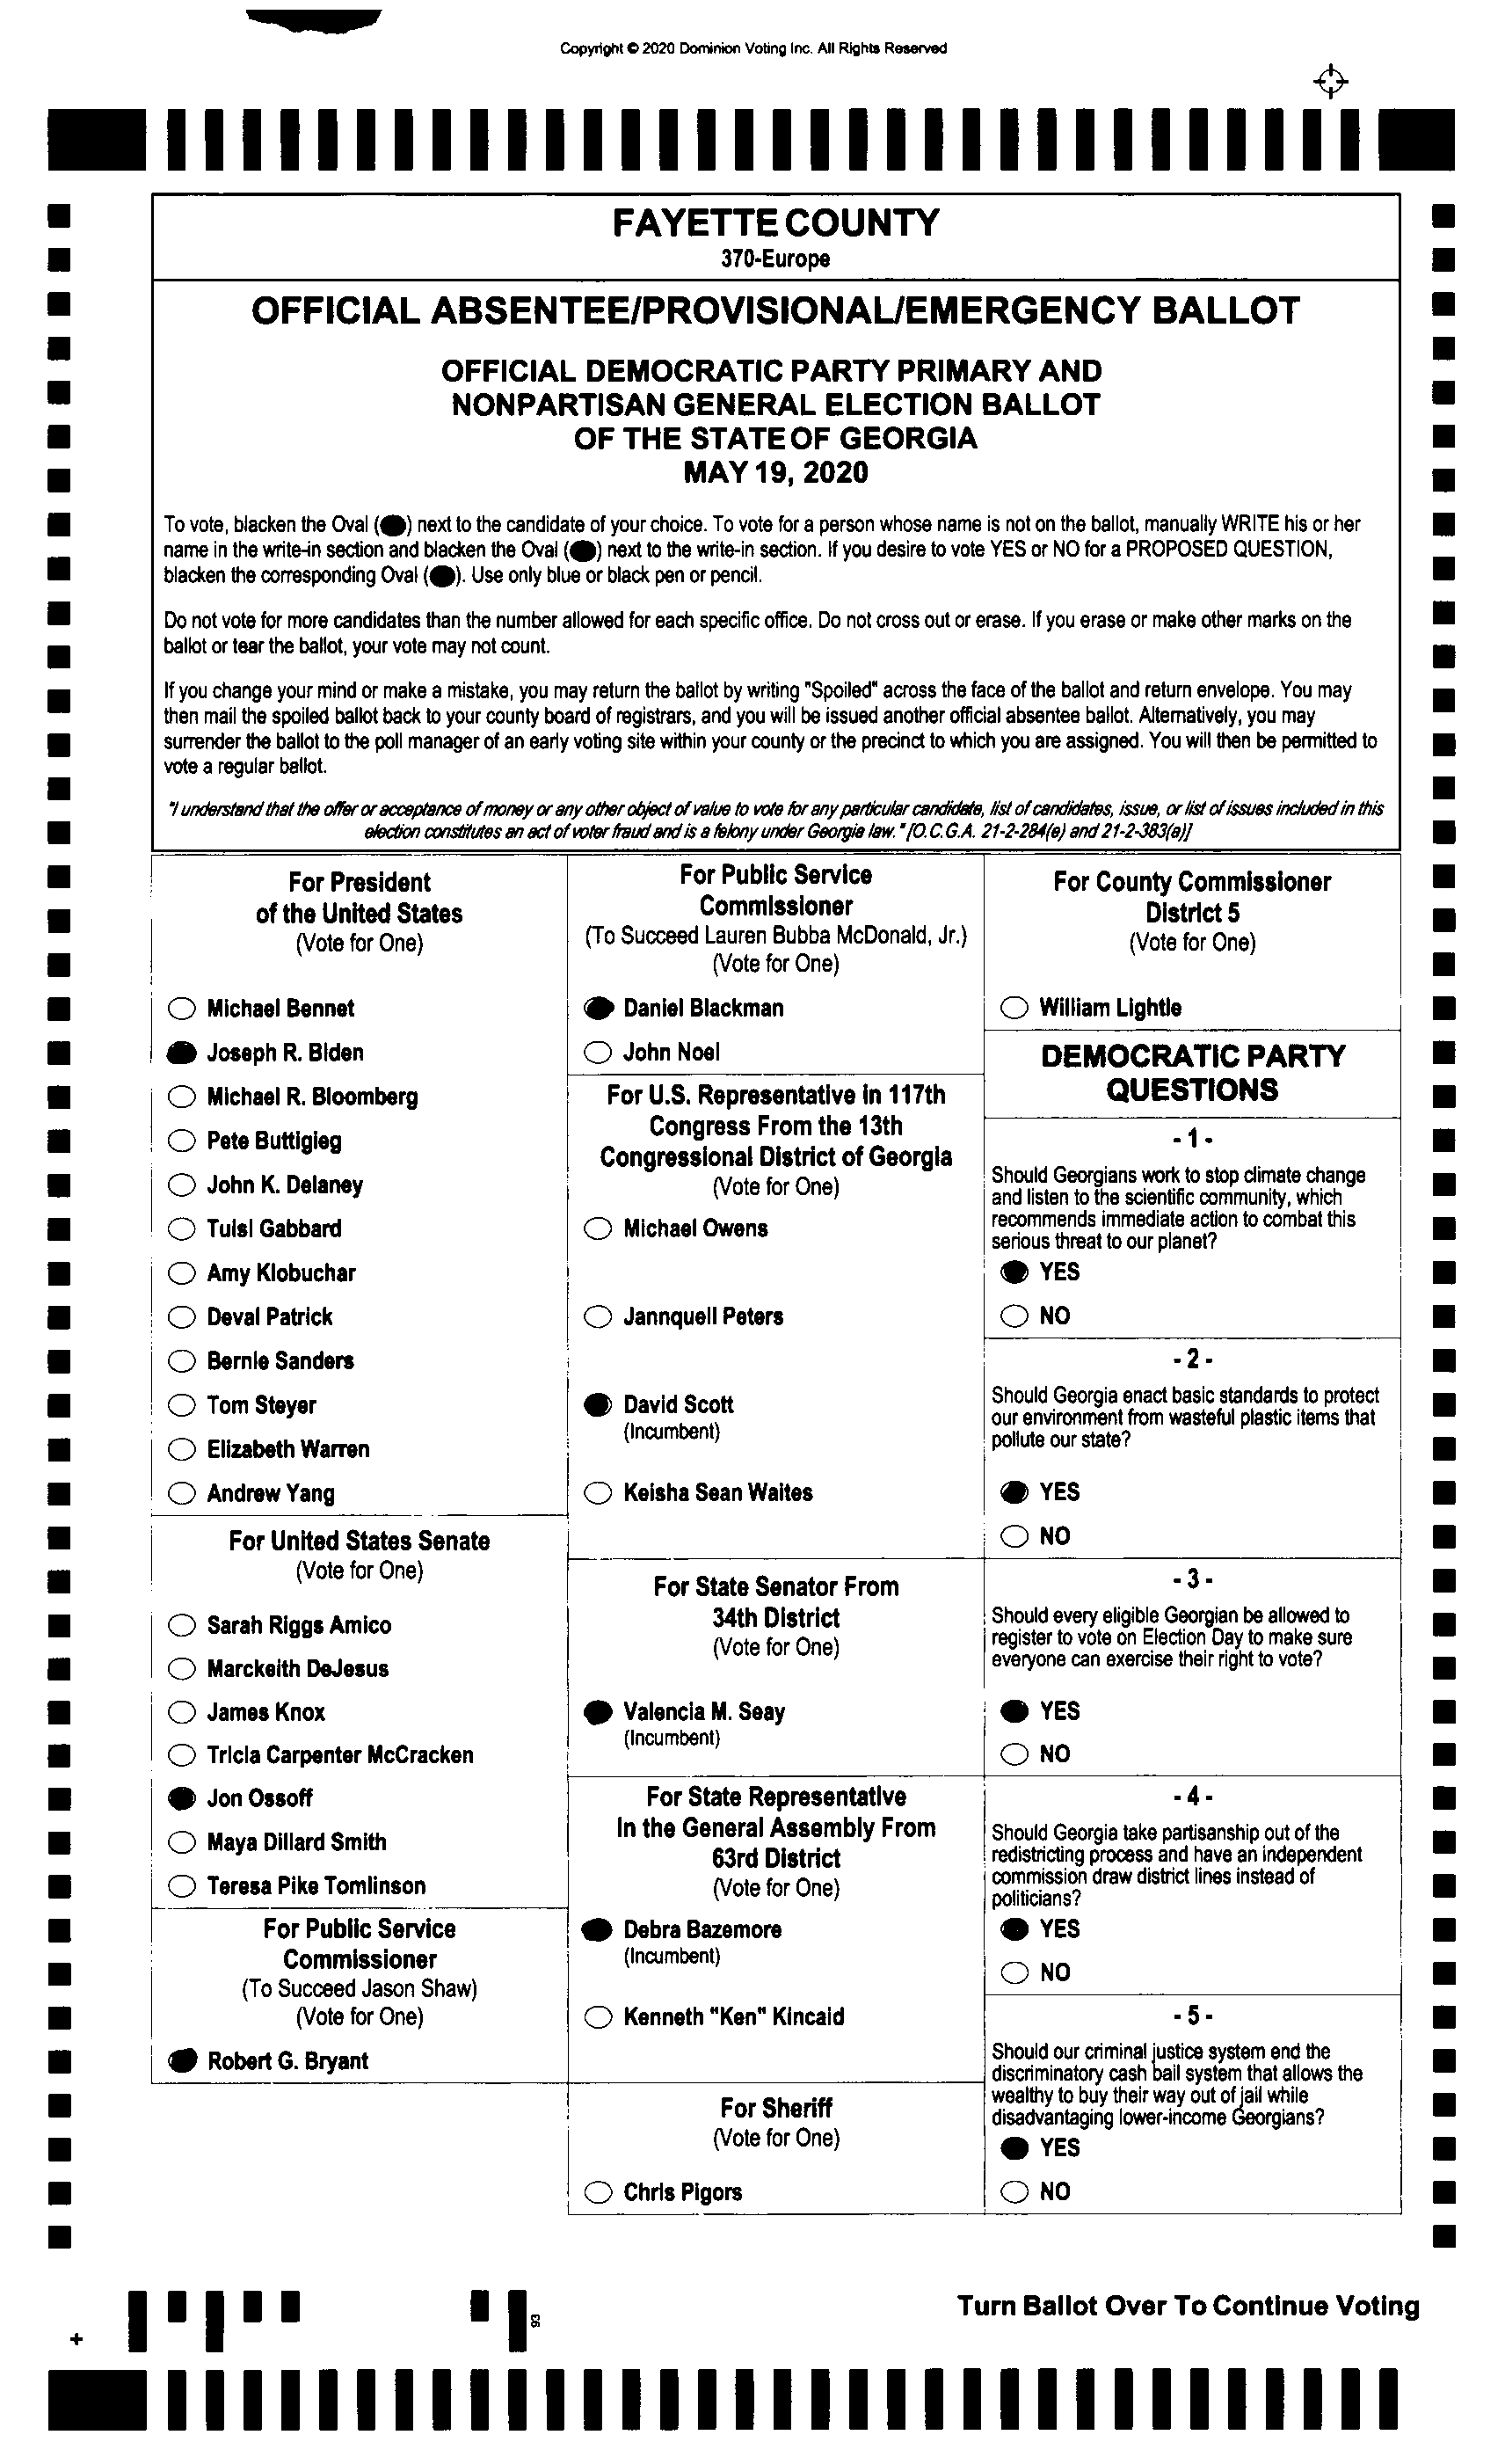 Copyright © 2020 Dominion Voting Inc. All Rights Reserved
FAYETTE COUNTY
370-Europe
OFFICIAL ABSENTEE/PROVISIONAL/EMERGENCY BALLOT
OFFICIAL DEMOCRATIC PARTY PRIMARY AND
NONPARTISAN GENERAL ELECTION BALLOT
OF THE STATE OF GEORGIA
MAY 19, 2020
To vote, blacken the Oval () next to the candidate of your choice. To vote for a person whose name is not on the ballot, manually WRITE his or her
name in the write-in section and blacken the Oval () next to the write-in section. If you desire to vote YES or NO for a PROPOSED QUESTION,
blacken the corresponding Oval (). Use only blue or black pen or pencil.
Do not vote for more candidates than the number allowed for each specific office. Do not cross out or erase. If you erase or make other marks on the
ballot or tear the ballot, your vote may not count.
If you change your mind or make a mistake, you may return the ballot by writing "Spoiled" across the face of the ballot and return envelope. You may
then mail the spoiled ballot back to your county board of registrars, and you will be issued another official absentee ballot. Alternatively, you may
surrender the ballot to the poll manager of an early voting site within your county or the precinct to which you are assigned. You will then be permitted to
vote a regular ballot.
"I understand that the offer or acceptance of money or any other object of value to vote for any particular candidate, list of candidates, issue, or list of issues included in this
election constitutes an act of voter fraud and is a felony under Georgia law." [O.C.G.A. 21-2-284(e) and 21-2-383(a)]
For President
of the United States
(Vote for One)
Michael Bennet
Joseph R. Biden
Michael R. Bloomberg
Pete Buttigieg
John K. Delaney
Tulsi Gabbard
Amy Klobuchar
Deval Patrick
Bernie Sanders
Tom Steyer
Elizabeth Warren
Andrew Yang
For United States Senate
(Vote for One)
Sarah Riggs Amico
Marckeith DeJesus
James Knox
Tricia Carpenter McCracken
Jon Ossoff
Maya Dillard Smith
Teresa Pike Tomlinson
For Public Service
Commissioner
(To Succeed Jason Shaw)
(Vote for One)
Robert G. Bryant
For Public Service
Commissioner
(To Succeed Lauren Bubba McDonald, Jr.)
(Vote for One)
Daniel Blackman
John Noel
For U.S. Representative in 117th
Congress From the 13th
Congressional District of Georgia
(Vote for One)
Michael Owens
Jannquell Peters
David Scott
(Incumbent)
Keisha Sean Waites
For State Senator From
34th District
(Vote for One)
Valencia M. Seay
(Incumbent)
For State Representative
In the General Assembly From
63rd District
(Vote for One)
Debra Bazemore
(Incumbent)
Kenneth "Ken" Kincaid
For Sheriff
(Vote for One)
Chris Pigors
For County Commissioner
District 5
(Vote for One)
William Lightle
DEMOCRATIC PARTY
QUESTIONS
- 1 -
Should Georgians work to stop climate change
and listen to the scientific community, which
recommends immediate action to combat this
serious threat to our planet?
YES
NO
- 2 -
Should Georgia enact basic standards to protect
our environment from wasteful plastic items that
pollute our state?
YES
NO
- 3 -
Should every eligible Georgian be allowed to
register to vote on Election Day to make sure
everyone can exercise their right to vote?
YES
NO
- 4 -
Should Georgia take partisanship out of the
redistricting process and have an independent
commission draw district lines instead of
politicians?
YES
NO
- 5 -
Should our criminal justice system end the
discriminatory cash bail system that allows the
wealthy to buy their way out of jail while
disadvantaging lower-income Georgians?
YES
NO
93
Turn Ballot Over To Continue Voting